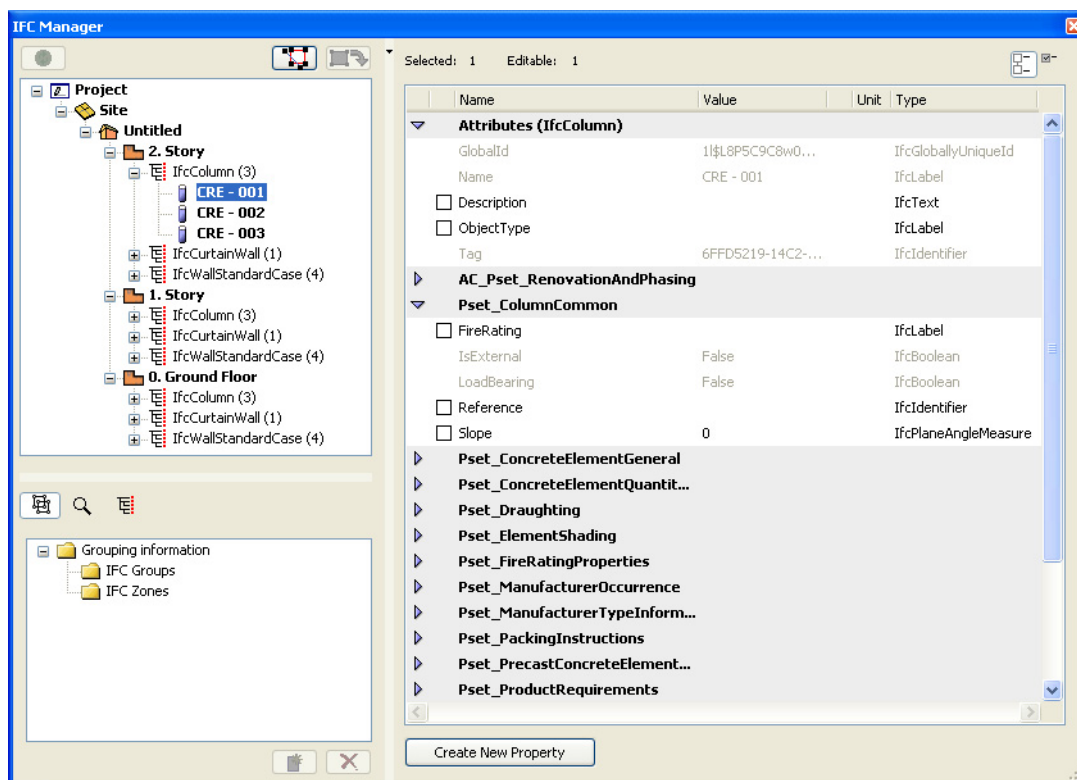 IFC Manager
Project
Site
Untitled
2. Story
IfcColumn (3)
CRE - 001
CRE - 002
CRE - 003
IfcCurtainWall (1)
IfcWallStandardCase (4)
1. Story
IfcColumn (3)
IfcCurtainWall (1)
IfcWallStandardCase (4)
0. Ground Floor
IfcColumn (3)
IfcCurtainWall (1)
IfcWallStandardCase (4)
Grouping information
IFC Groups
IFC Zones
Selected: 1 Editable: 1
Name Value Unit Type
Attributes (IfcColumn)
GlobalId 1l$L8P5C9C8w0... IfcGloballyUniqueId
Name CRE - 001 IfcLabel
Description IfcText
ObjectType IfcLabel
Tag 6FFD5219-14C2-... IfcIdentifier
AC_Pset_RenovationAndPhasing
Pset_ColumnCommon
FireRating IfcLabel
IsExternal False IfcBoolean
LoadBearing False IfcBoolean
Reference IfcIdentifier
Slope 0 IfcPlaneAngleMeasure
Pset_ConcreteElementGeneral
Pset_ConcreteElementQuantit...
Pset_Draughting
Pset_ElementShading
Pset_FireRatingProperties
Pset_ManufacturerOccurrence
Pset_ManufacturerTypeInform...
Pset_PackingInstructions
Pset_PrecastConcreteElement...
Pset_ProductRequirements
Create New Property